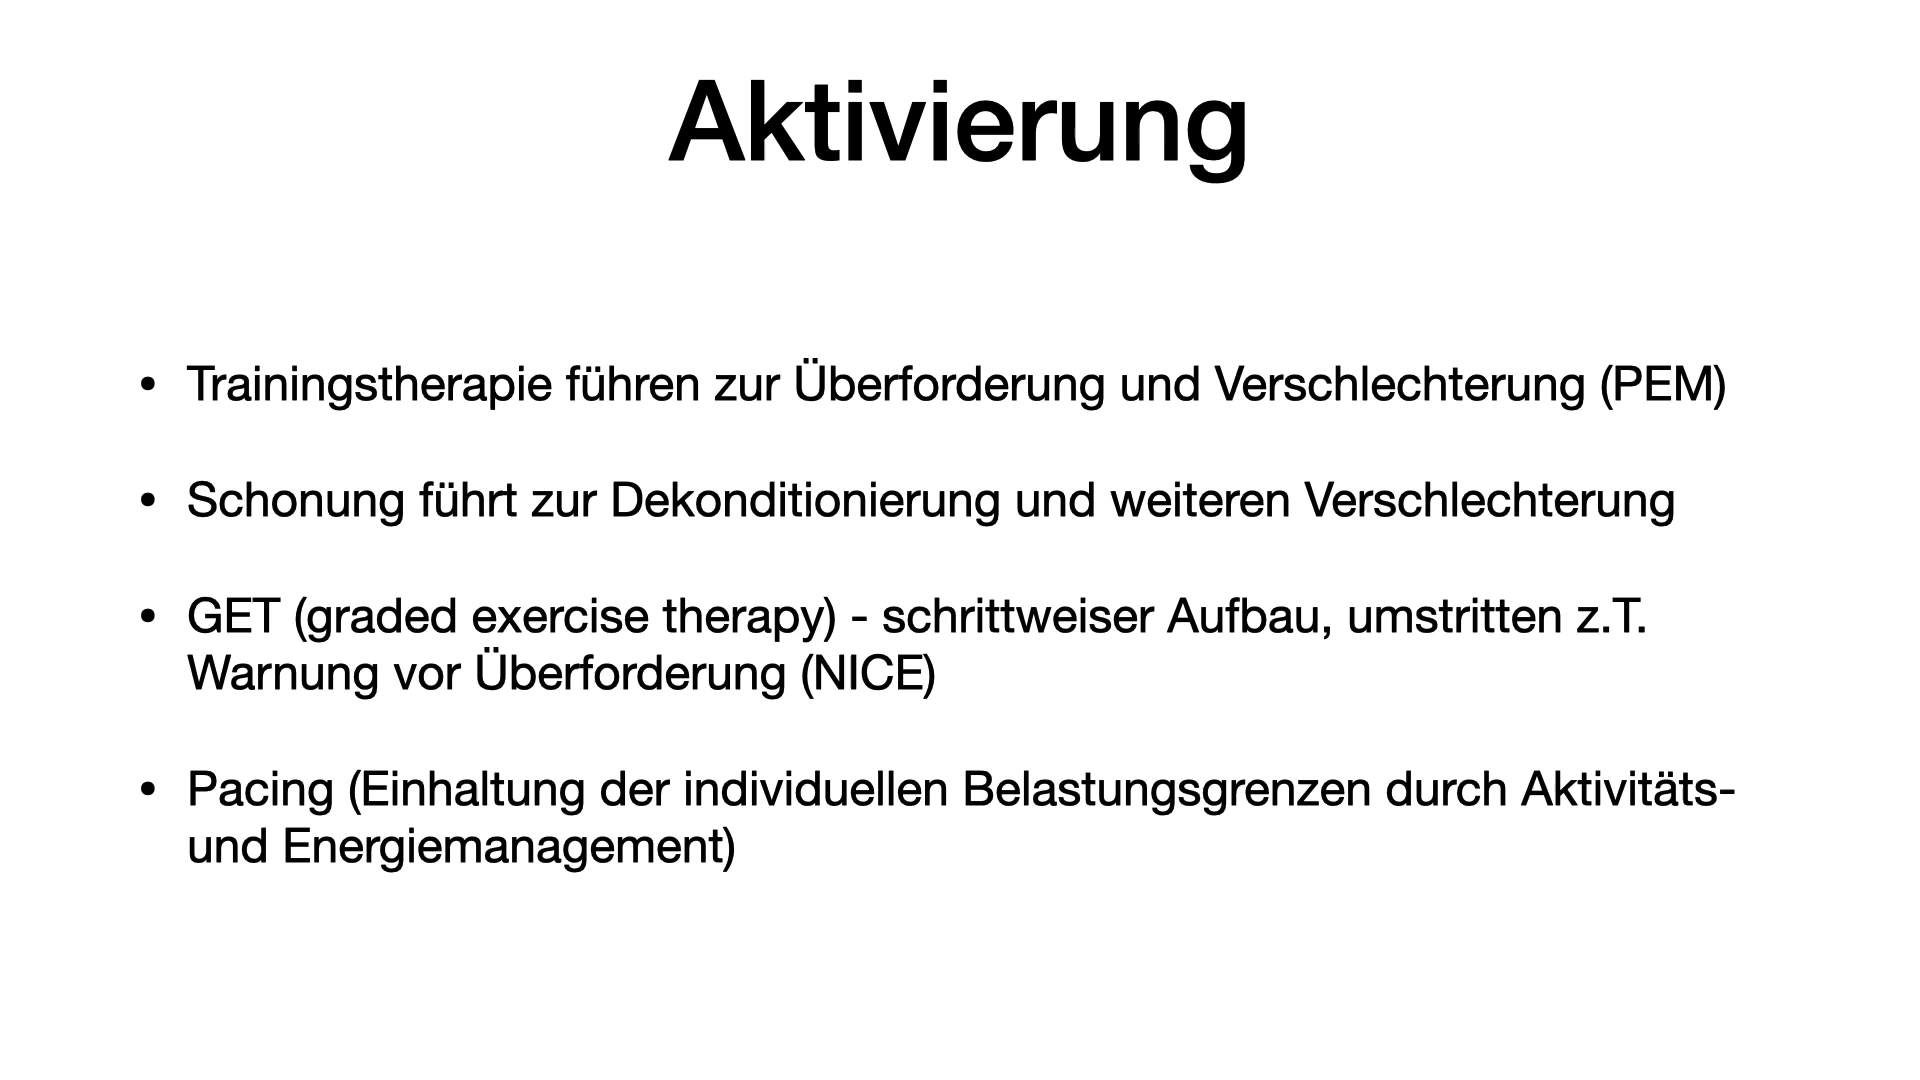 Aktivierung
• Trainingstherapie führen zur Überforderung und Verschlechterung (PEM)
• Schonung führt zur Dekonditionierung und weiteren Verschlechterung
• GET (graded exercise therapy) - schrittweiser Aufbau, umstritten z.T.
Warnung vor Überforderung (NICE)
• Pacing (Einhaltung der individuellen Belastungsgrenzen durch Aktivitäts-
und Energiemanagement)